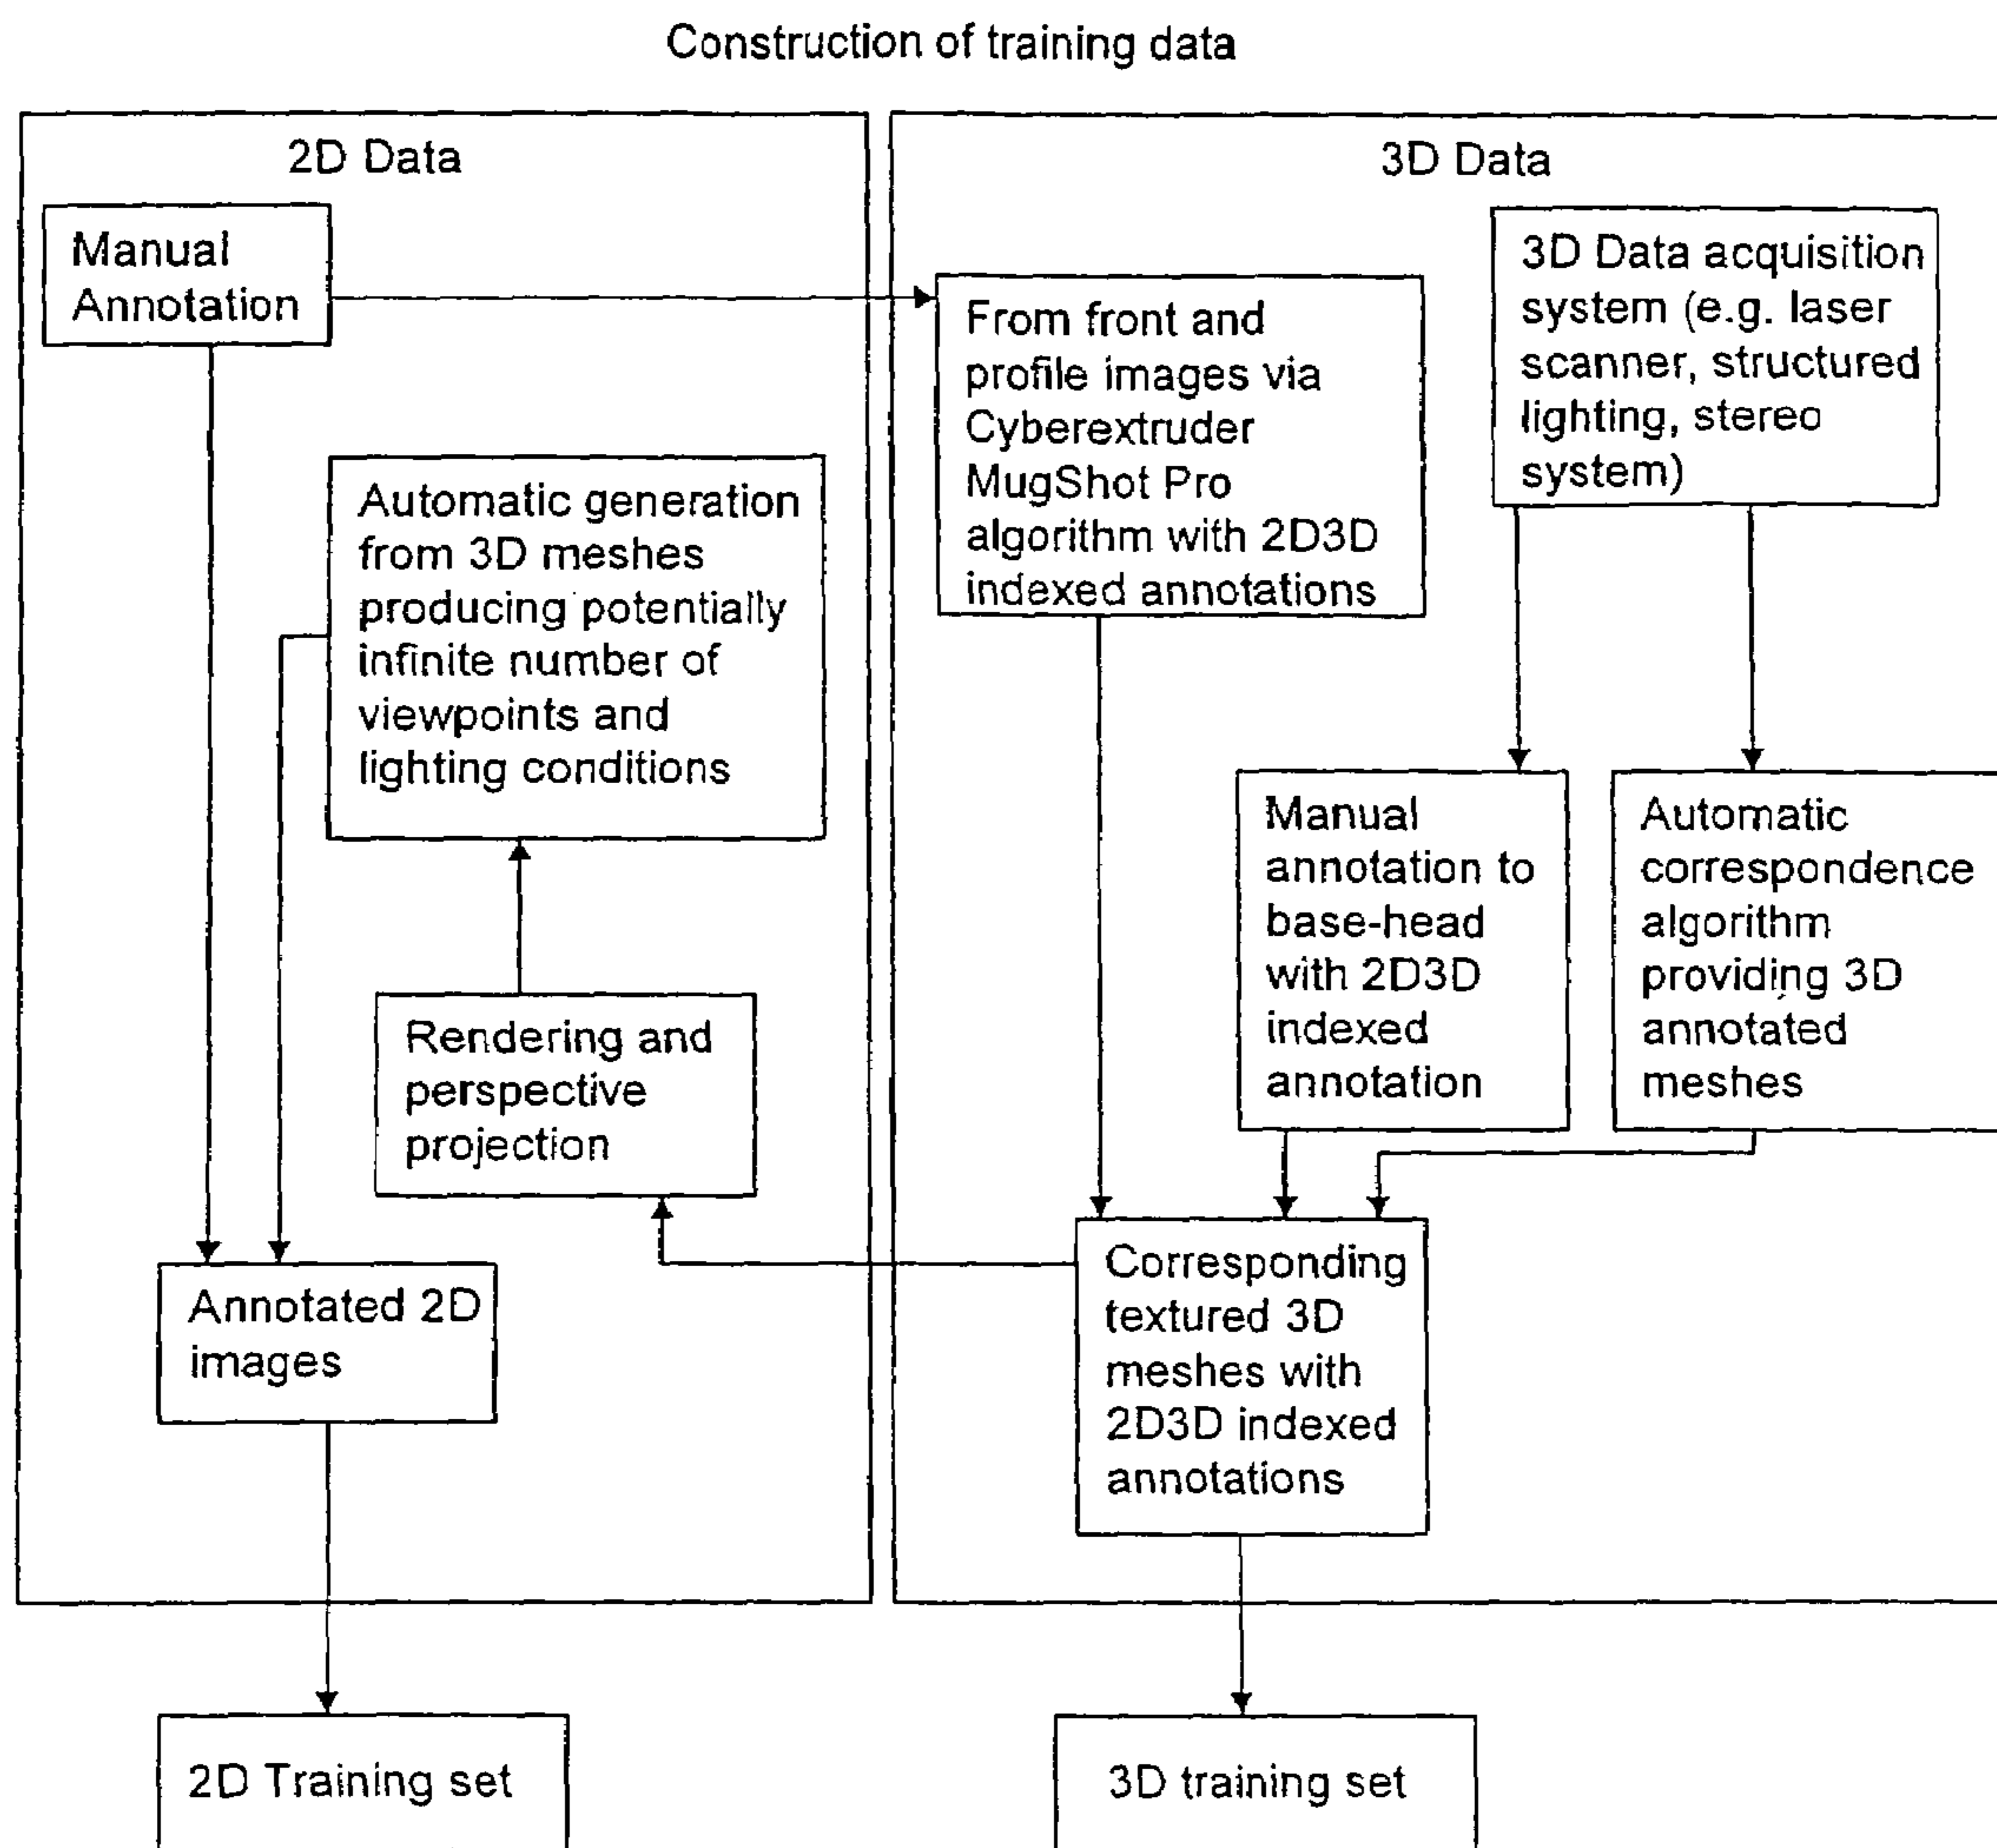 Construction of training data
2D Data
Manual
Annotation
Automatic generation
from 3D meshes
producing potentially
infinite number of
viewpoints and
lighting conditions
Rendering and
perspective
projection
Annotated 2D
images
2D Training set
3D Data
From front and
profile images via
Cyberextruder
MugShot Pro
algorithm with 2D3D
indexed annotations
3D Data acquisition
system (e.g. laser
scanner, structured
lighting, stereo
system)
Manual
annotation to
base-head
with 2D3D
indexed
annotation
Automatic
correspondence
algorithm
providing 3D
annotated
meshes
Corresponding
textured 3D
meshes with
2D3D indexed
annotations
3D training set